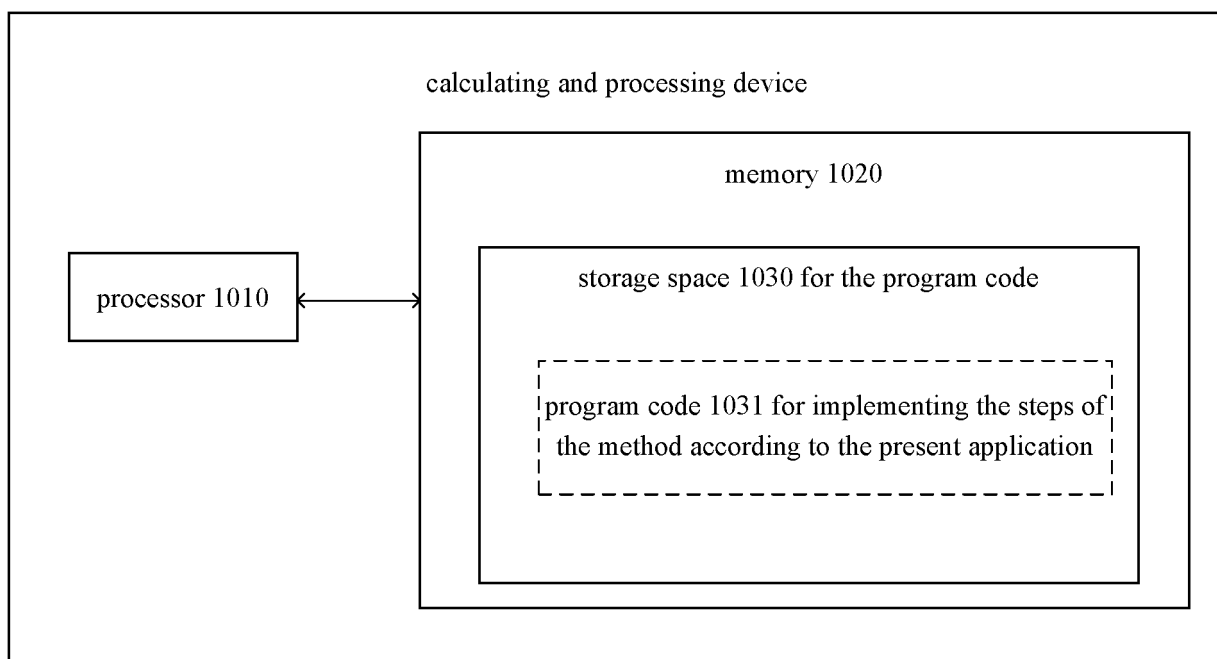 calculating and processing device
memory 1020
storage space 1030 for the program code
processor 1010
program code 1031 for implementing the steps of
the method according to the present application